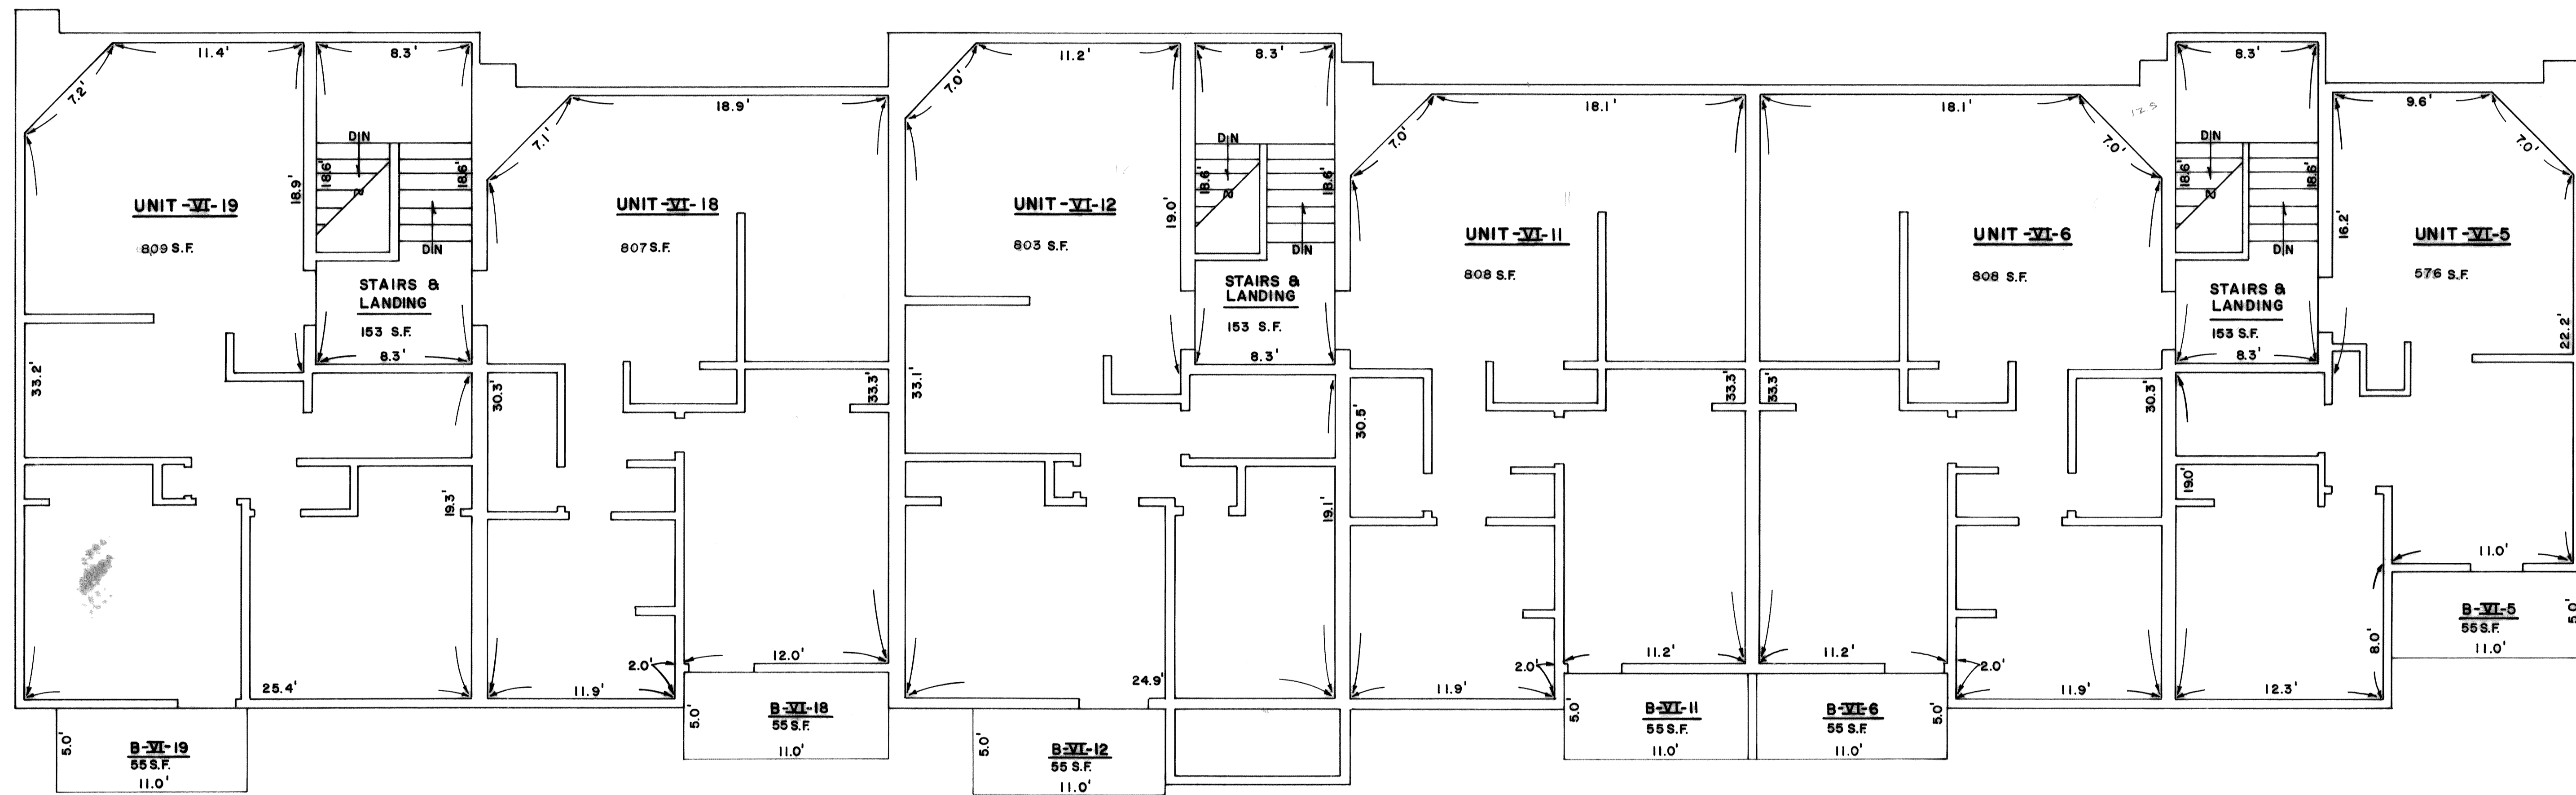 11.4'
8.3'
7.2'
DN
18.6'
18.6'
18.9'
UNIT-VI-19
809 S.F.
DN
STAIRS &
LANDING
153 S.F.
8.3'
33.2'
19.3'
25.4'
5.0'
B-VI-19
55 S.F.
11.0'
18.9'
7.1'
UNIT-VI-18
807 S.F.
30.3'
33.3'
2.0'
12.0'
11.9'
5.0'
B-VI-18
55 S.F.
11.0'
11.2'
8.3'
7.0'
DN
18.6'
18.6'
19.0'
UNIT-VI-12
803 S.F.
DN
STAIRS &
LANDING
153 S.F.
8.3'
33.1'
19.1'
24.9'
5.0'
B-VI-12
55 S.F.
11.0'
18.1'
7.0'
UNIT-VI-11
808 S.F.
30.5'
33.3'
2.0'
11.2'
11.9'
5.0'
B-VI-11
55 S.F.
11.0'
18.1'
7.0'
12 S
UNIT-VI-6
808 S.F.
33.3'
30.3'
11.2'
2.0'
11.9'
B-VI-6
55 S.F.
11.0'
5.0'
8.3'
DN
18.6'
18.6'
DN
STAIRS &
LANDING
153 S.F.
8.3'
9.6'
7.0'
16.2'
UNIT-VI-5
576 S.F.
22.2'
19.0'
11.0'
8.0'
12.3'
B-VI-5
55 S.F.
11.0'
5.0'